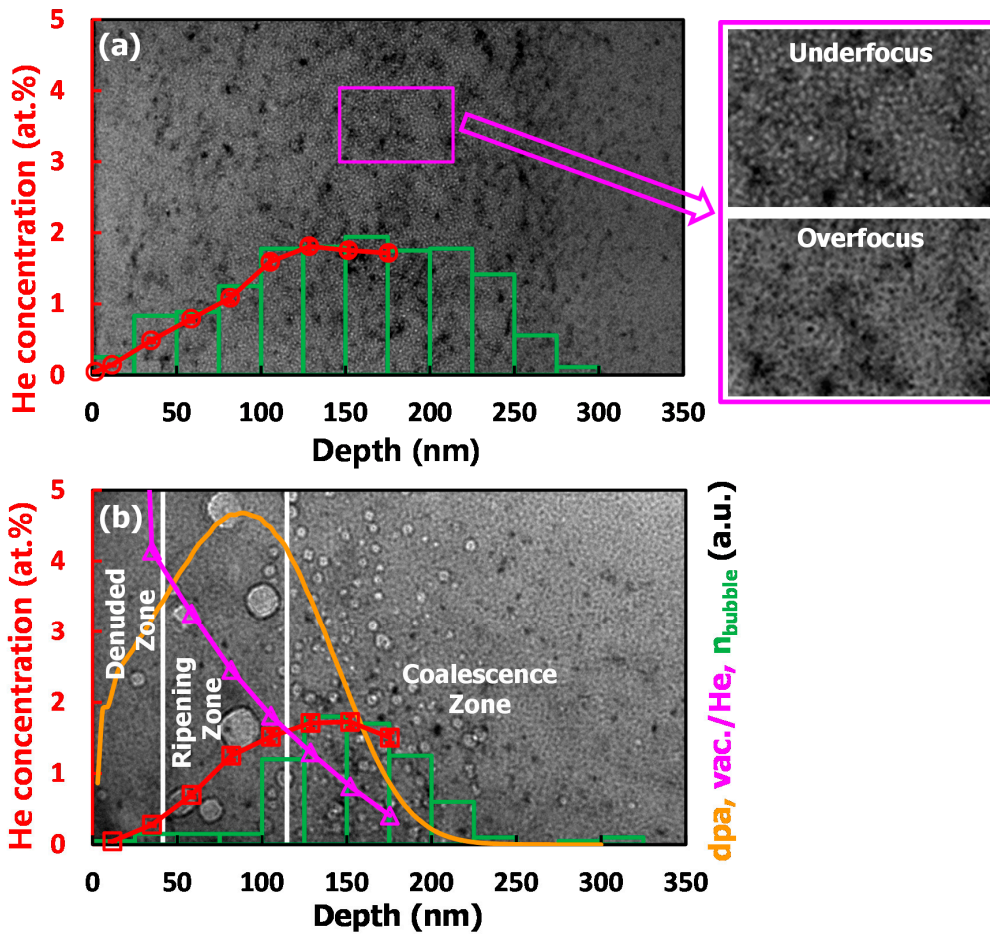 (a)
He concentration (at.%)
5
4
3
2
1
0
0 50 100 150 200 250 300 350
Depth (nm)
Underfocus
Overfocus
(b)
He concentration (at.%)
5
4
3
2
1
0
Denuded
Zone
Ripening
Zone
Coalescence
Zone
0 50 100 150 200 250 300 350
Depth (nm)
dpa, vac./He, nbubble (a.u.)